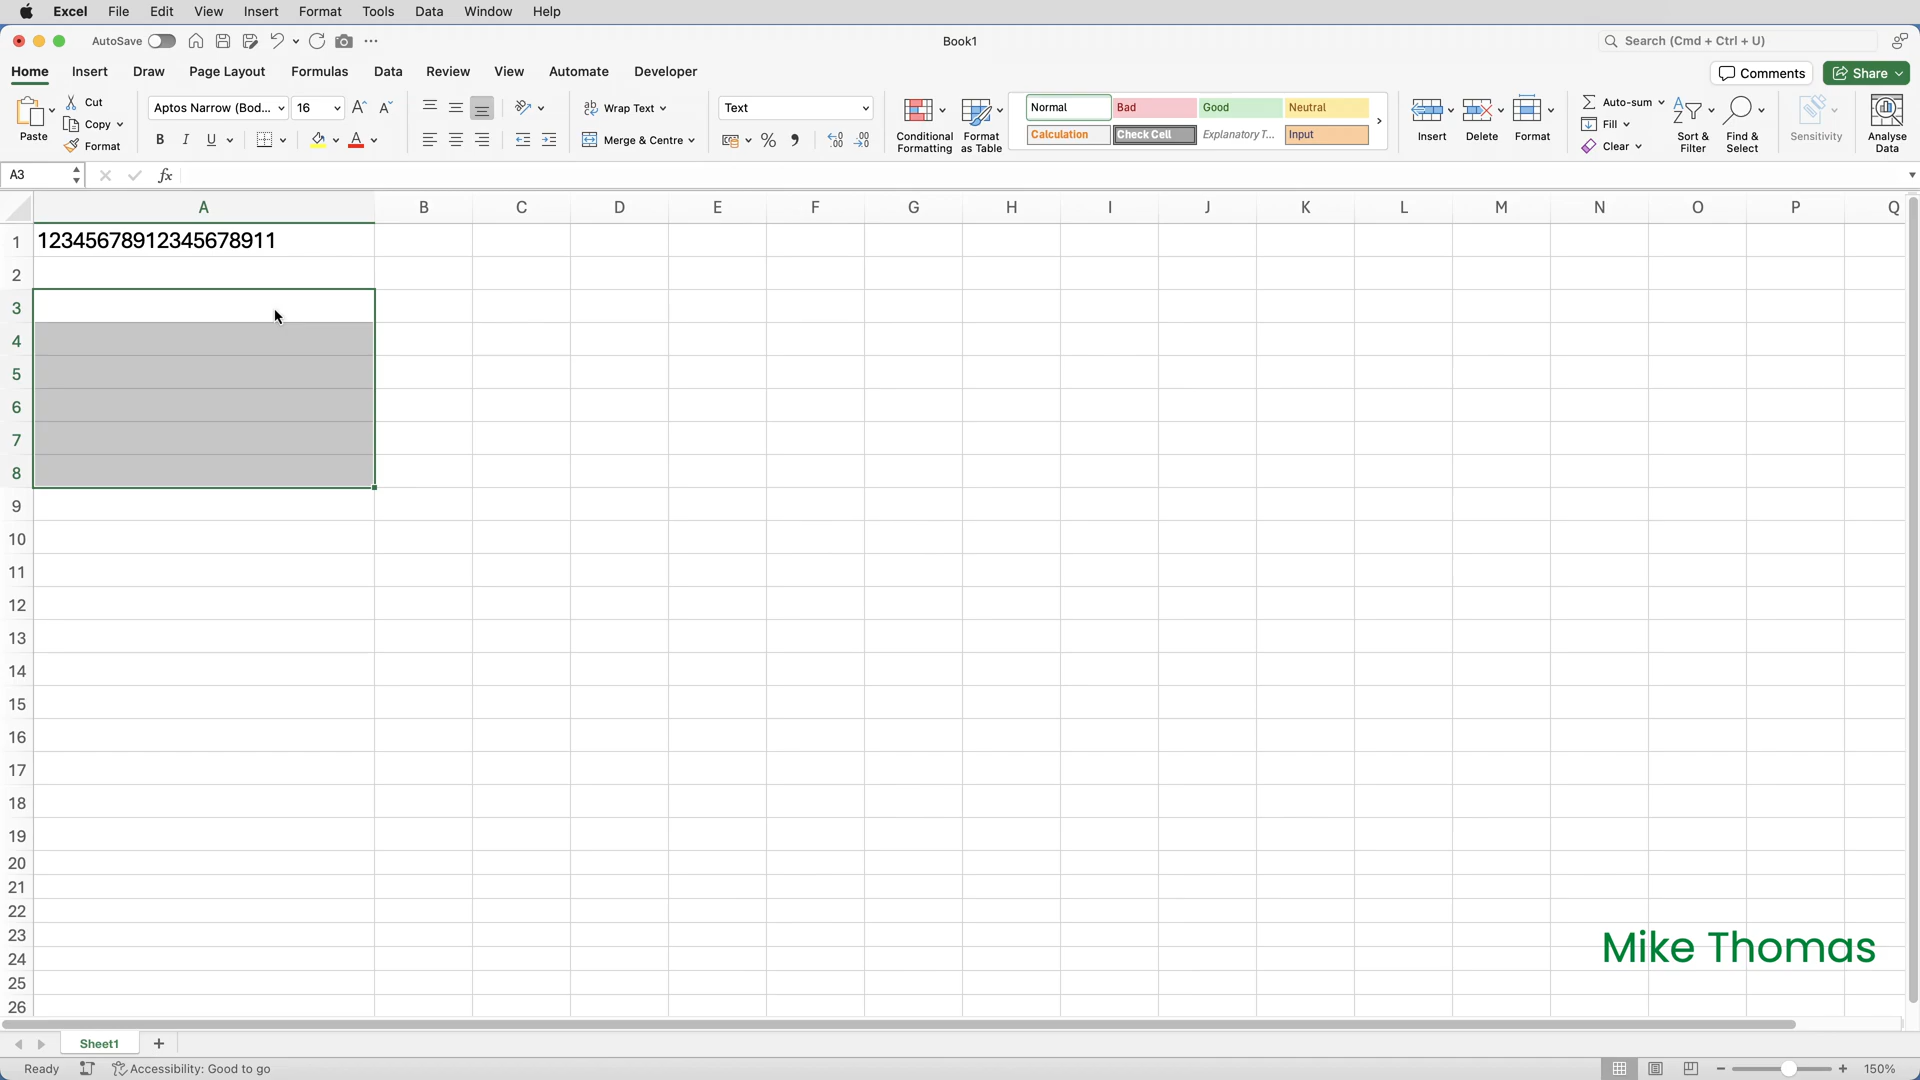 Excel File Edit View Insert Format Tools Data Window Help
AutoSave Book1 Search (Cmd + Ctrl + U)
Home Insert Draw Page Layout Formulas Data Review View Automate Developer Comments Share
Paste Cut Copy Format
Aptos Narrow (Bod... 16
B I U
Wrap Text
Merge & Centre
Text
Conditional Formatting
Format as Table
Normal Bad Good Neutral
Calculation Check Cell Explanatory T... Input
Insert Delete Format
Auto-sum
Fill
Clear
Sort & Filter
Find & Select
Sensitivity
Analyse Data
A3 fx
A B C D E F G H I J K L M N O P Q
1 12345678912345678911
2
3
4
5
6
7
8
9
10
11
12
13
14
15
16
17
18
19
20
21
22
23
24
25
26
Mike Thomas
Sheet1
Ready Accessibility: Good to go 150%